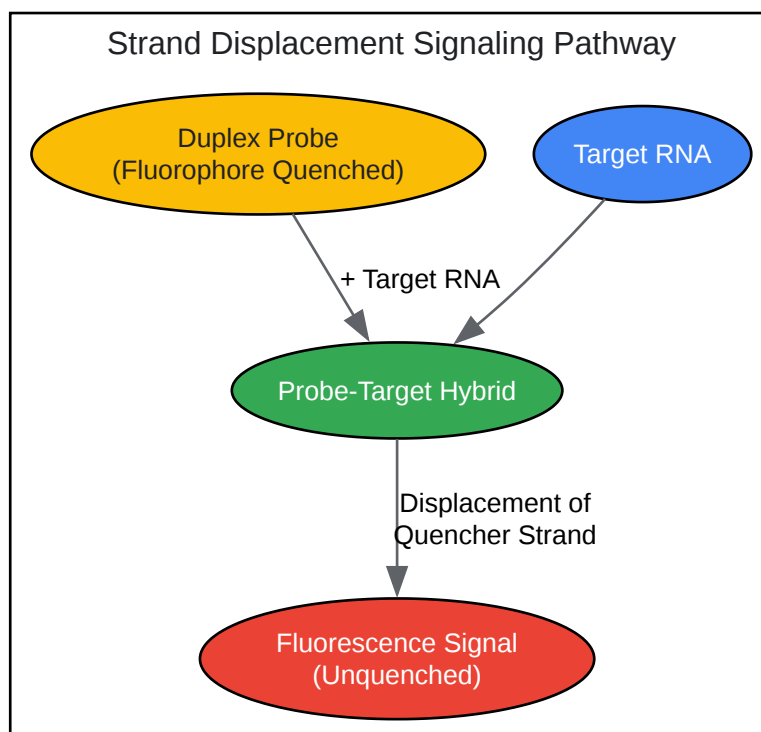 Strand Displacement Signaling Pathway
Duplex Probe
(Fluorophore Quenched)
Target RNA
+ Target RNA
Probe-Target Hybrid
Displacement of
Quencher Strand
Fluorescence Signal
(Unquenched)